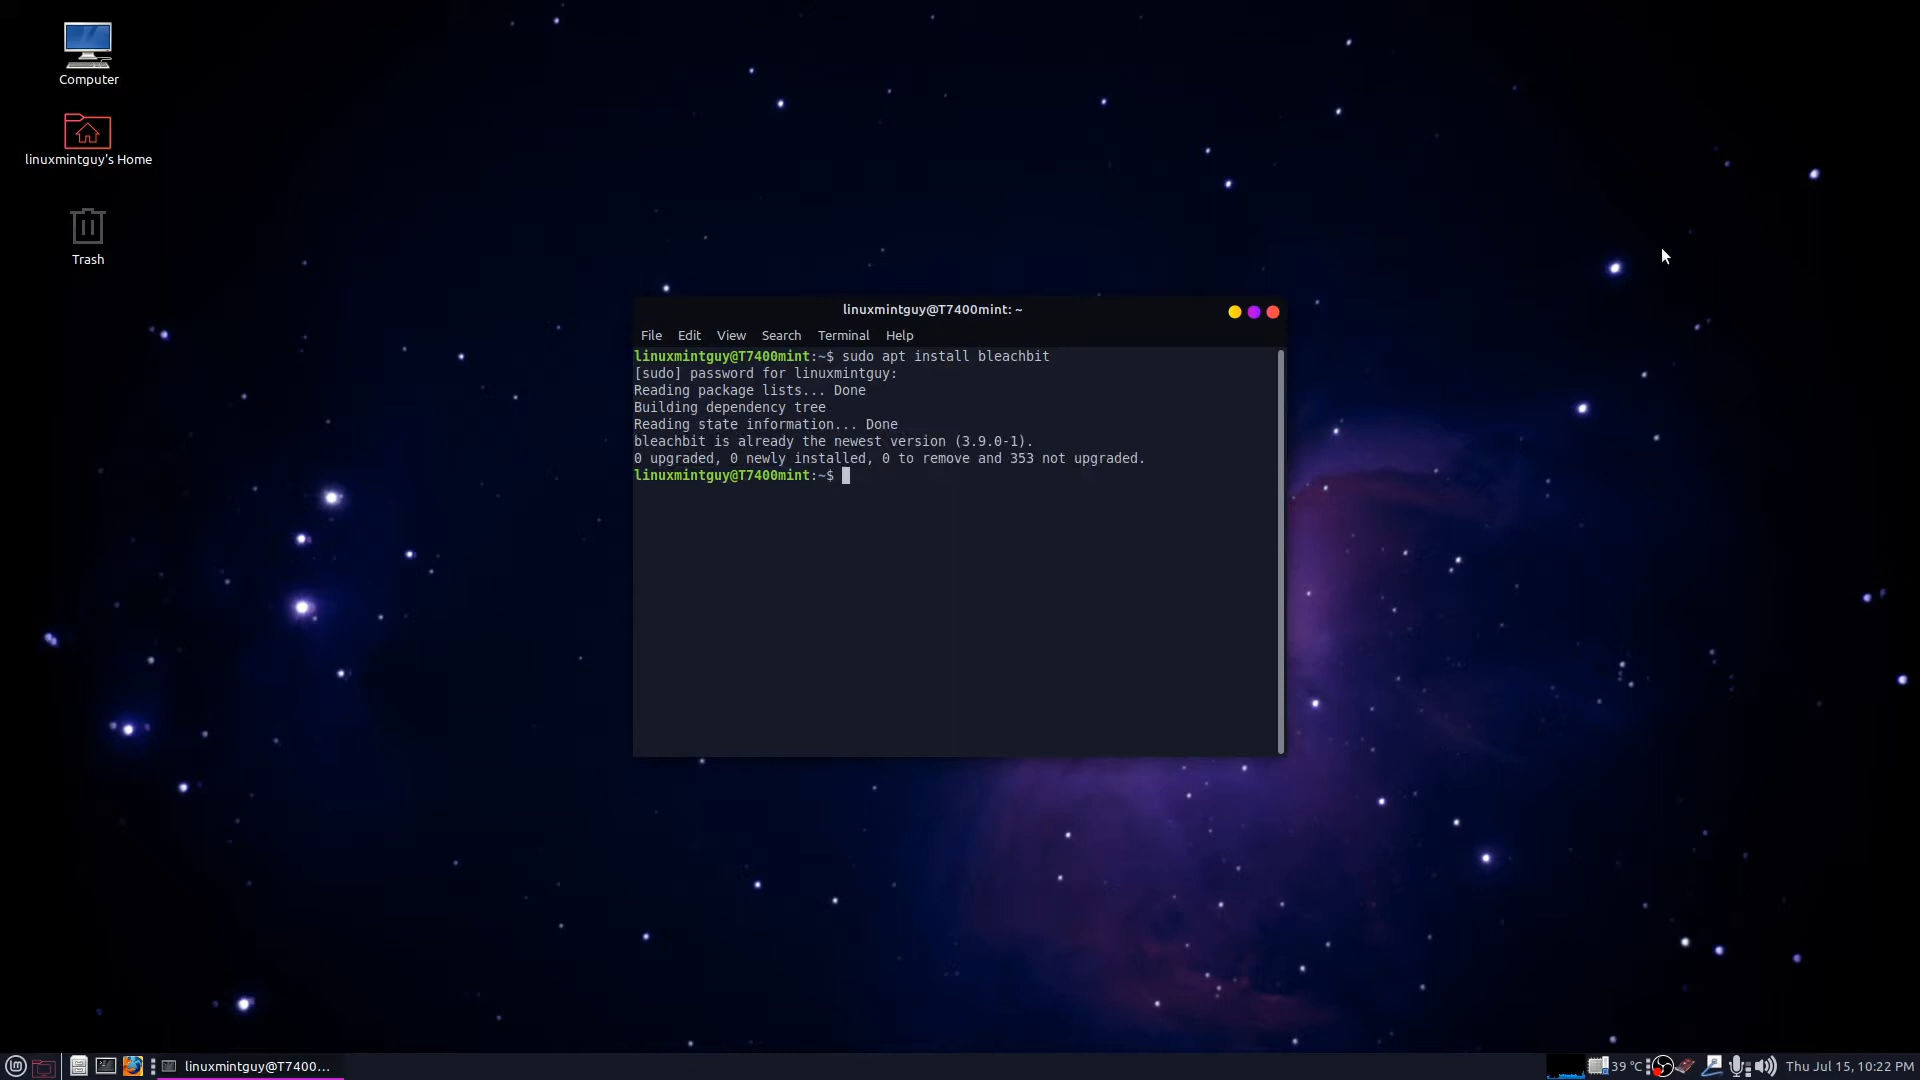 Computer
linuxmintguy's Home
Trash
linuxmintguy@T7400mint: ~
File Edit View Search Terminal Help
linuxmintguy@T7400mint:~$ sudo apt install bleachbit
[sudo] password for linuxmintguy:
Reading package lists... Done
Building dependency tree
Reading state information... Done
bleachbit is already the newest version (3.9.0-1).
0 upgraded, 0 newly installed, 0 to remove and 353 not upgraded.
linuxmintguy@T7400mint:~$
linuxmintguy@T7400... 39 °C Thu Jul 15, 10:22 PM